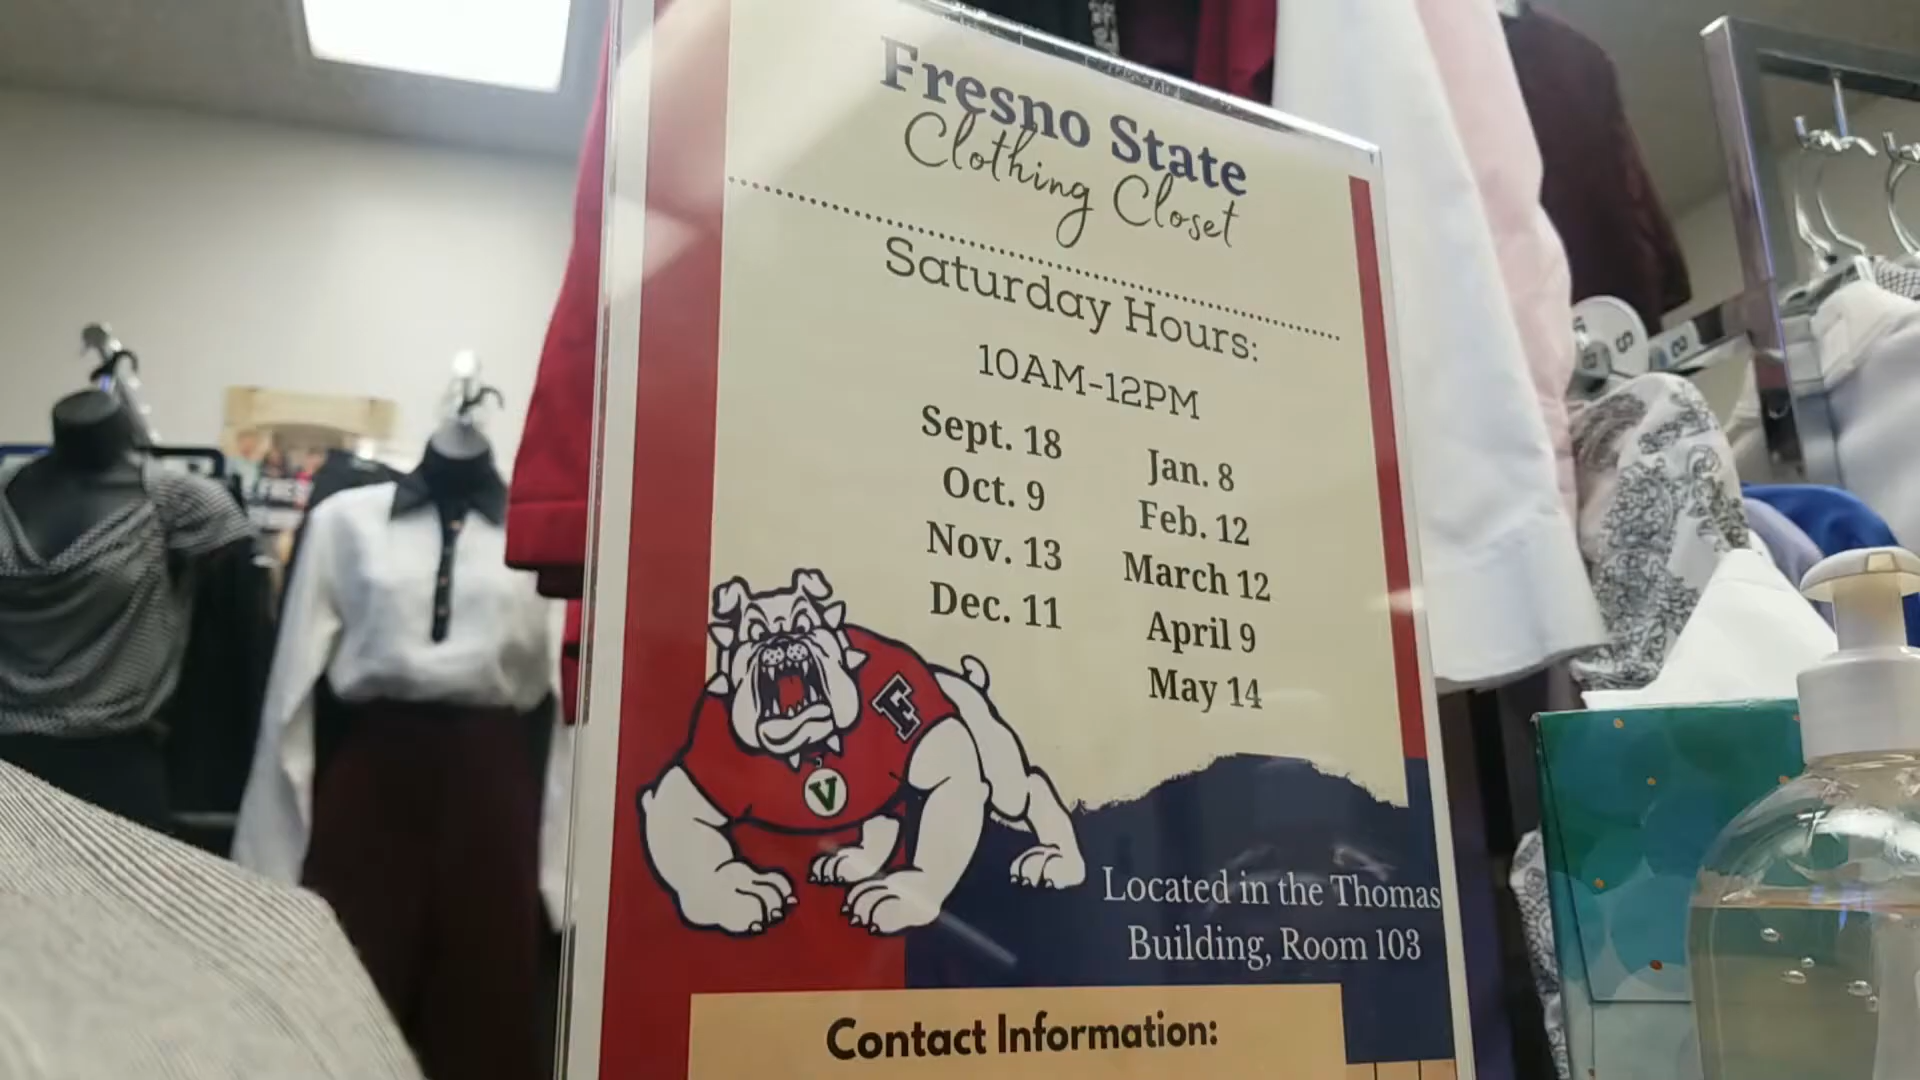 Fresno State
Clothing Closet
Saturday Hours:
10AM-12PM
Sept. 18
Oct. 9
Nov. 13
Dec. 11
Jan. 8
Feb. 12
March 12
April 9
May 14
F
V
Located in the Thomas
Building, Room 103
Contact Information:
S